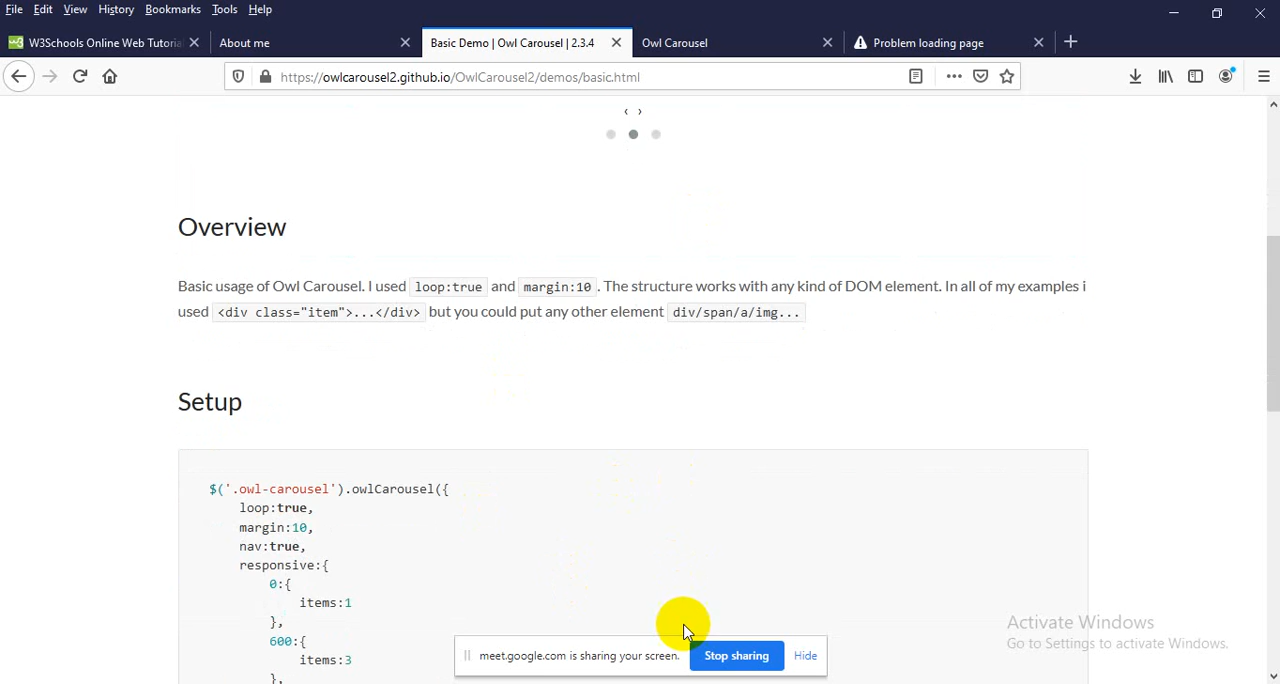 File Edit View History Bookmarks Tools Help
W3Schools Online Web Tutoria
About me
Basic Demo | Owl Carousel | 2.3.4
Owl Carousel
Problem loading page
https://owlcarousel2.github.io/OwlCarousel2/demos/basic.html
Overview
Basic usage of Owl Carousel. I used loop:true and margin:10. The structure works with any kind of DOM element. In all of my examples i
used <div class="item">...</div> but you could put any other element div/span/a/img...
Setup
$('.owl-carousel').owlCarousel({
loop:true,
margin:10,
nav:true,
responsive:{
0:{
items:1
},
600:{
items:3
},
meet.google.com is sharing your screen. Stop sharing Hide
Activate Windows
Go to Settings to activate Windows.